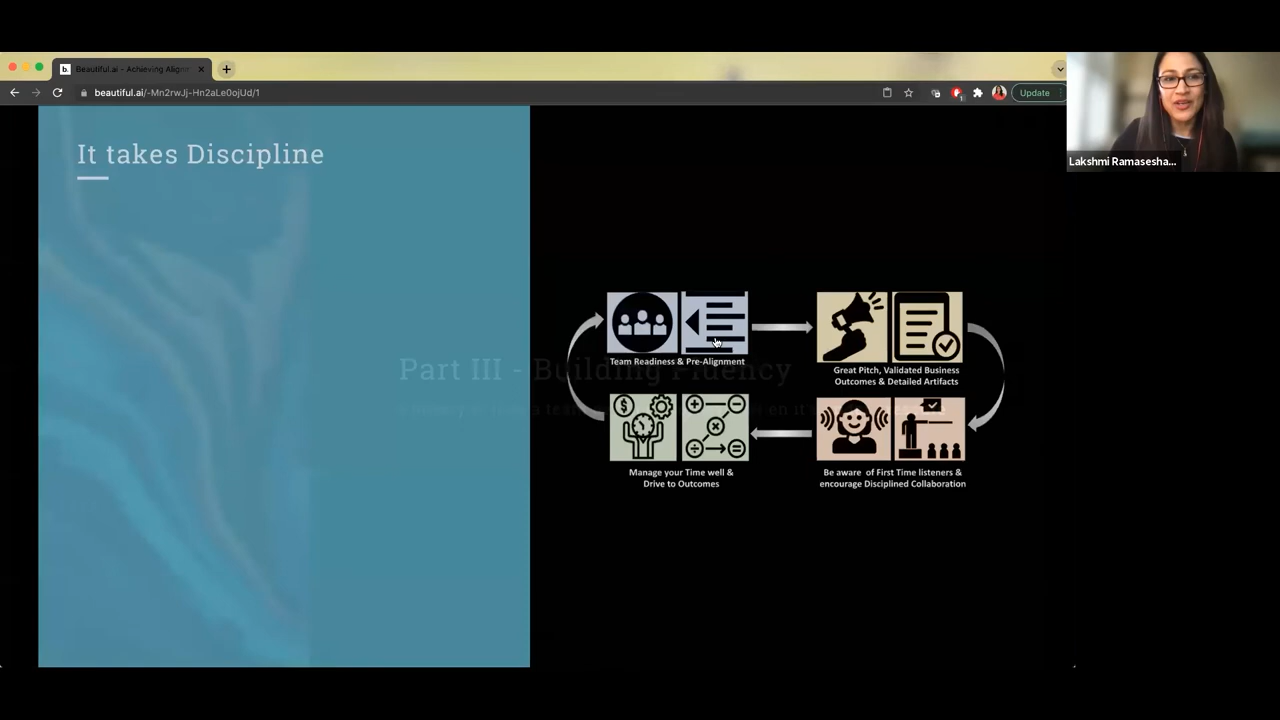 Beautiful.ai - Achieving Alignm
beautiful.ai/-Mn2rwJj-Hn2aLe0ojUd/1
Update
Lakshmi Ramasesha...
It takes Discipline
Team Readiness & Pre-Alignment
Great Pitch, Validated Business
Outcomes & Detailed Artifacts
Part III - Building Fluency
Manage your Time well &
Drive to Outcomes
Be aware of First Time listeners &
encourage Disciplined Collaboration